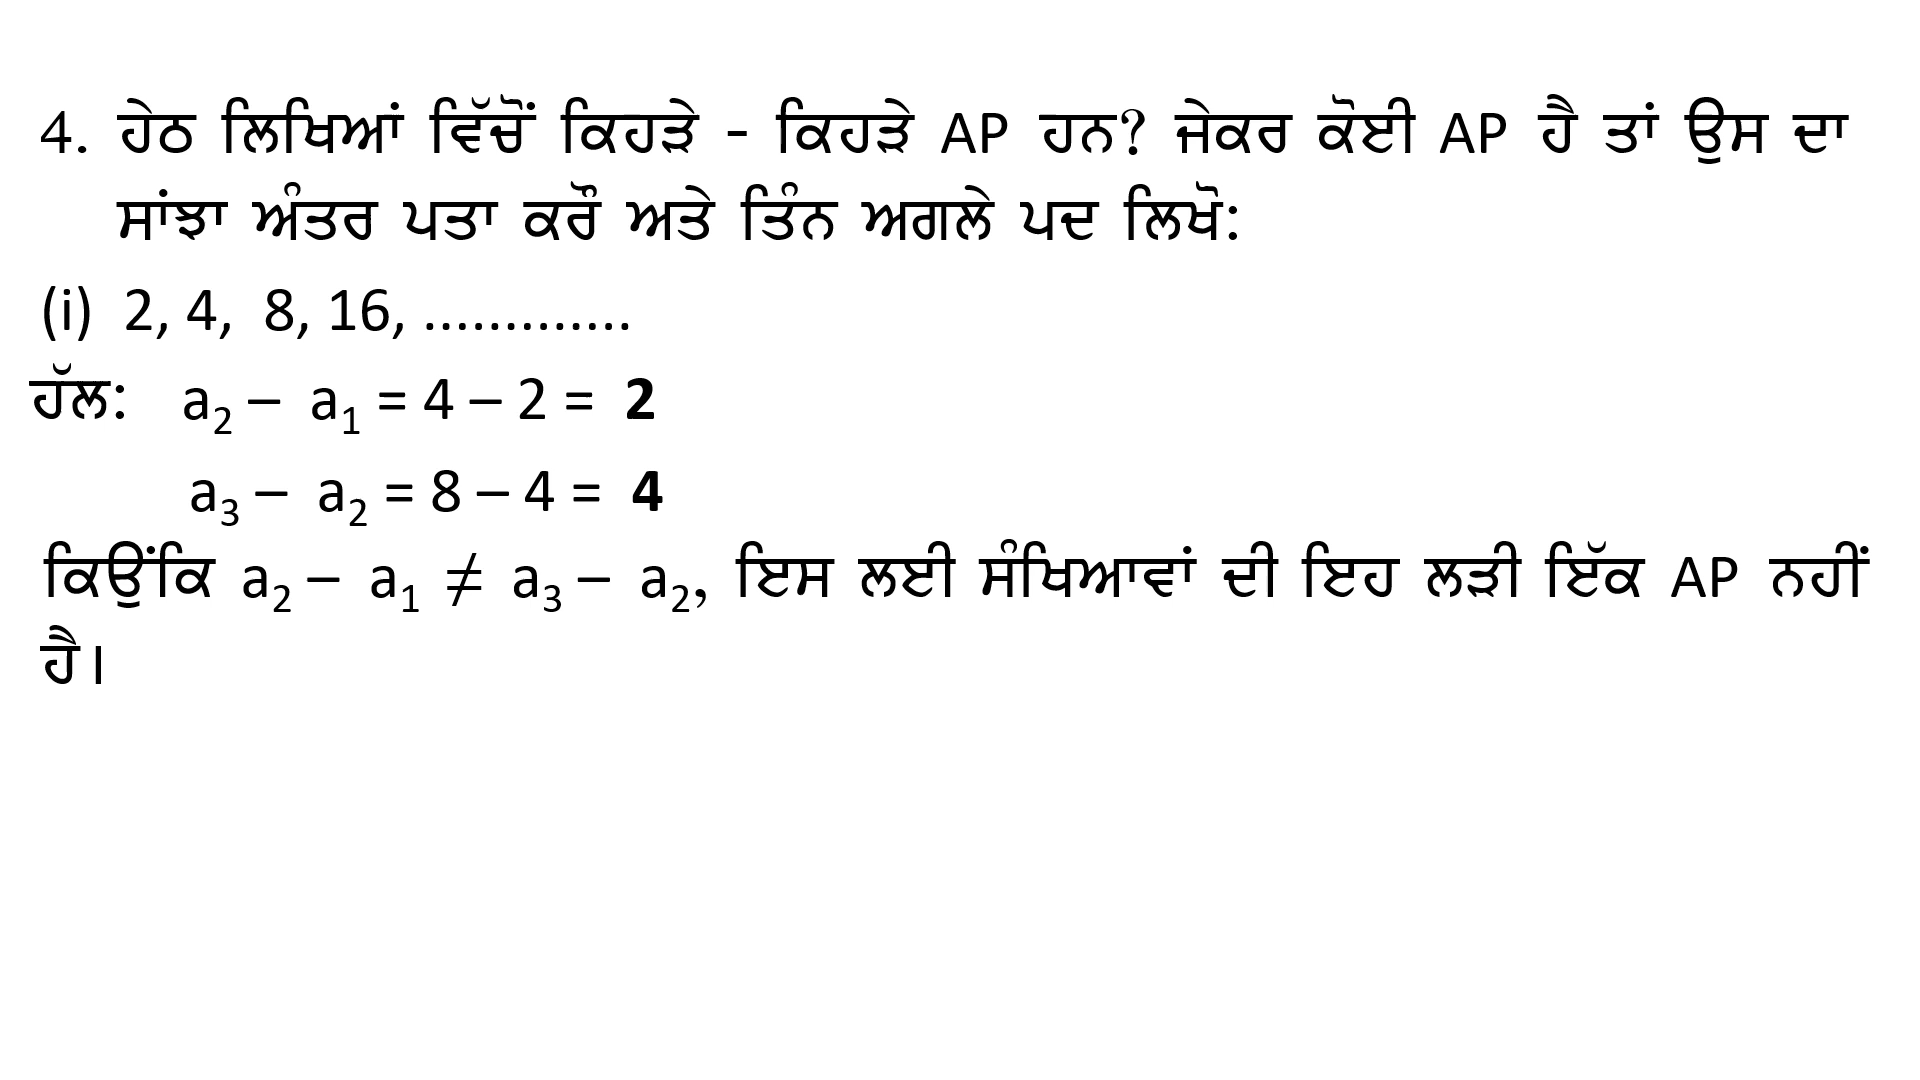 4. ਹੇਠ ਲਿਖਿਆਂ ਵਿੱਚੋਂ ਕਿਹੜੇ - ਕਿਹੜੇ AP ਹਨ? ਜੇਕਰ ਕੋਈ AP ਹੈ ਤਾਂ ਉਸ ਦਾ
ਸਾਂਝਾ ਅੰਤਰ ਪਤਾ ਕਰੌ ਅਤੇ ਤਿੰਨ ਅਗਲੇ ਪਦ ਲਿਖੋ:
(i) 2, 4, 8, 16, .............
ਹੱਲ: a₂ – a₁ = 4 – 2 = 2
a₃ – a₂ = 8 – 4 = 4
ਕਿਉਂਕਿ a₂ – a₁ ≠ a₃ – a₂, ਇਸ ਲਈ ਸੰਖਿਆਵਾਂ ਦੀ ਇਹ ਲੜੀ ਇੱਕ AP ਨਹੀਂ
ਹੈ।